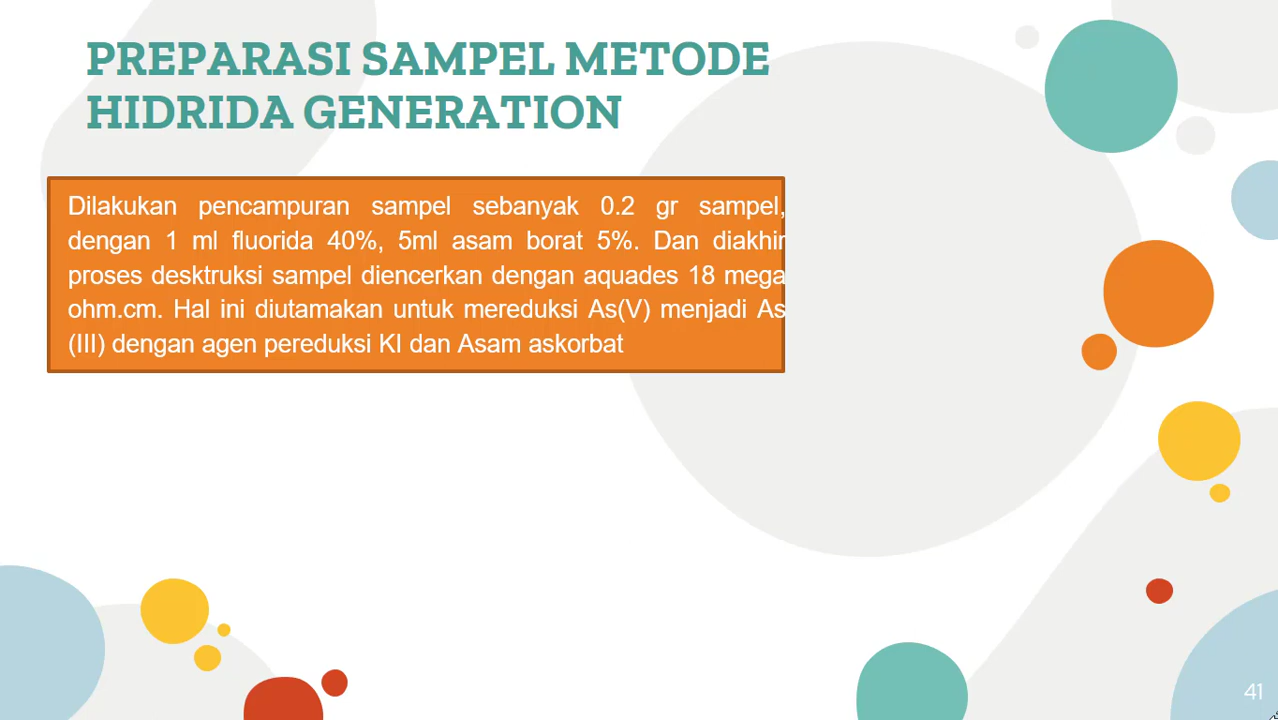 PREPARASI SAMPEL METODE
HIDRIDA GENERATION
Dilakukan pencampuran sampel sebanyak 0.2 gr sampel,
dengan 1 ml fluorida 40%, 5ml asam borat 5%. Dan diakhir
proses desktruksi sampel diencerkan dengan aquades 18 mega
ohm.cm. Hal ini diutamakan untuk mereduksi As(V) menjadi As
(III) dengan agen pereduksi KI dan Asam askorbat
41